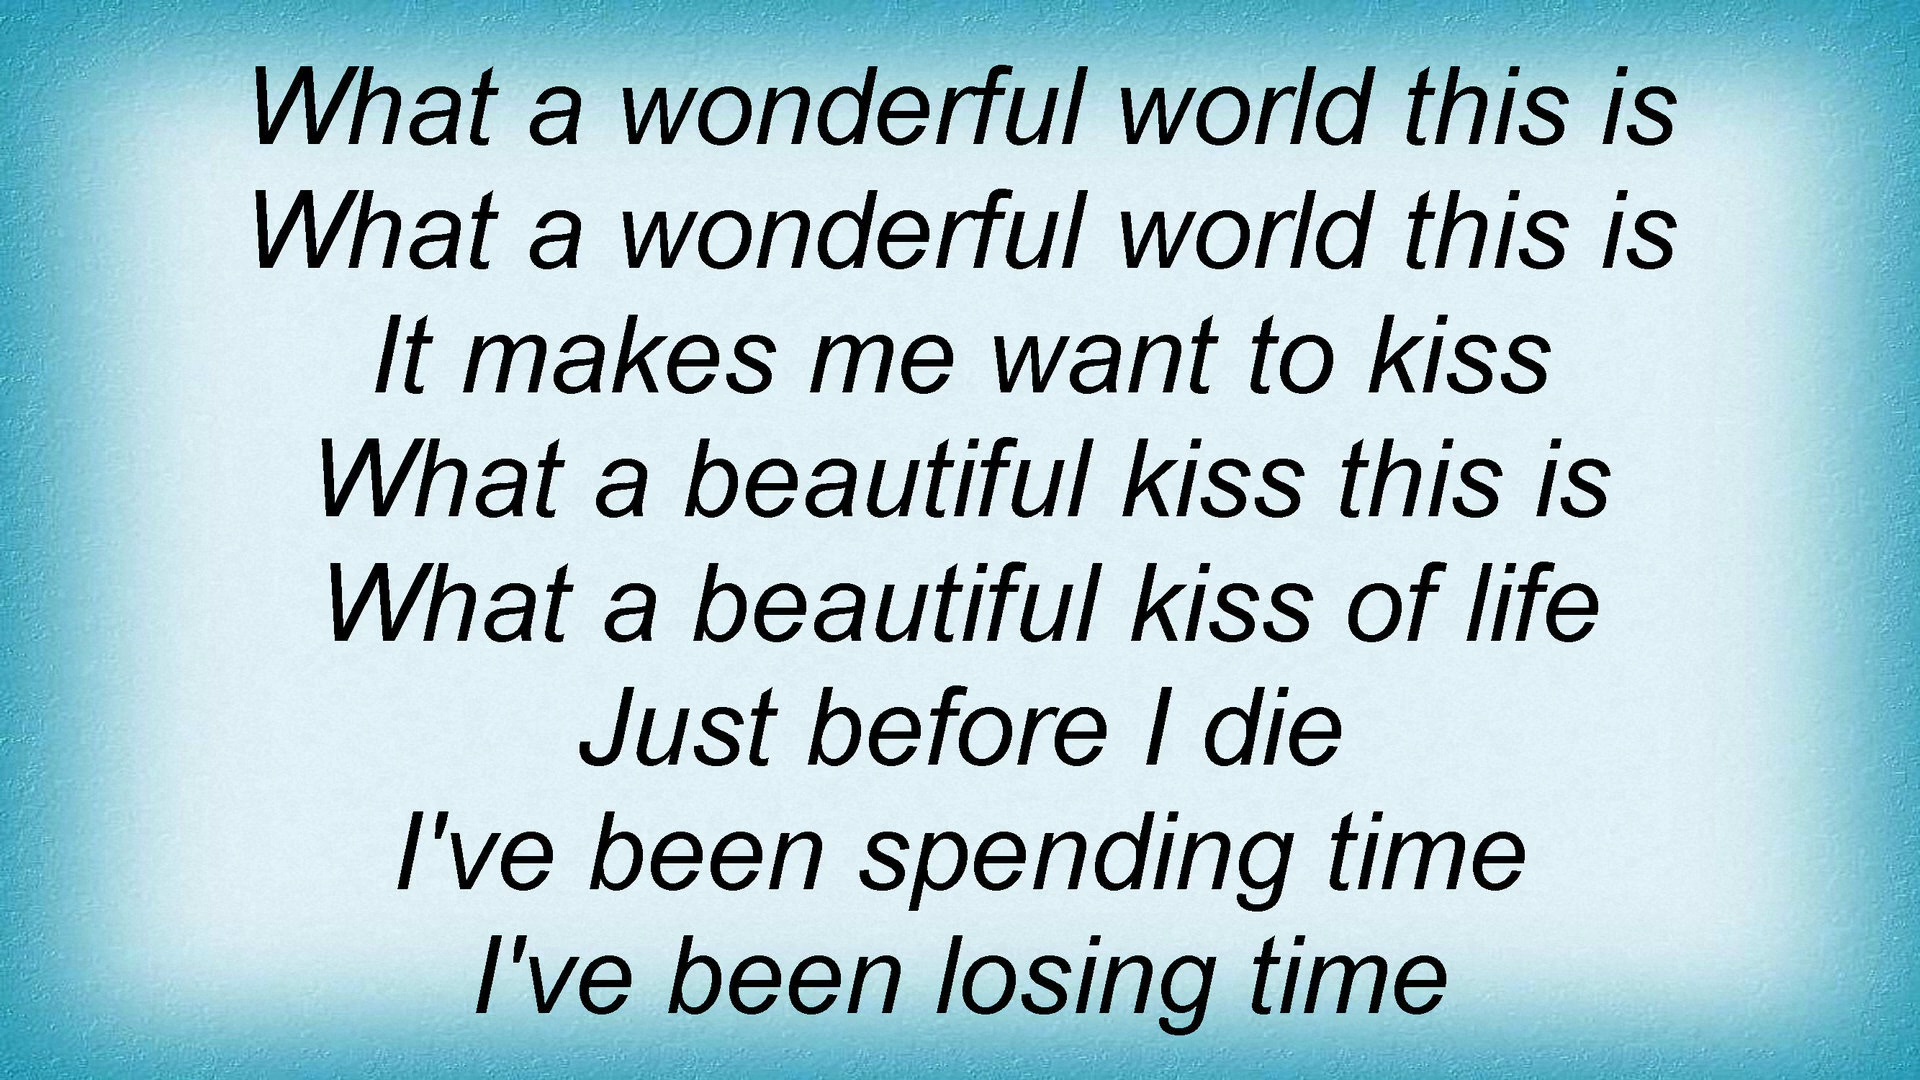 What a wonderful world this is
What a wonderful world this is
It makes me want to kiss
What a beautiful kiss this is
What a beautiful kiss of life
Just before I die
I've been spending time
I've been losing time